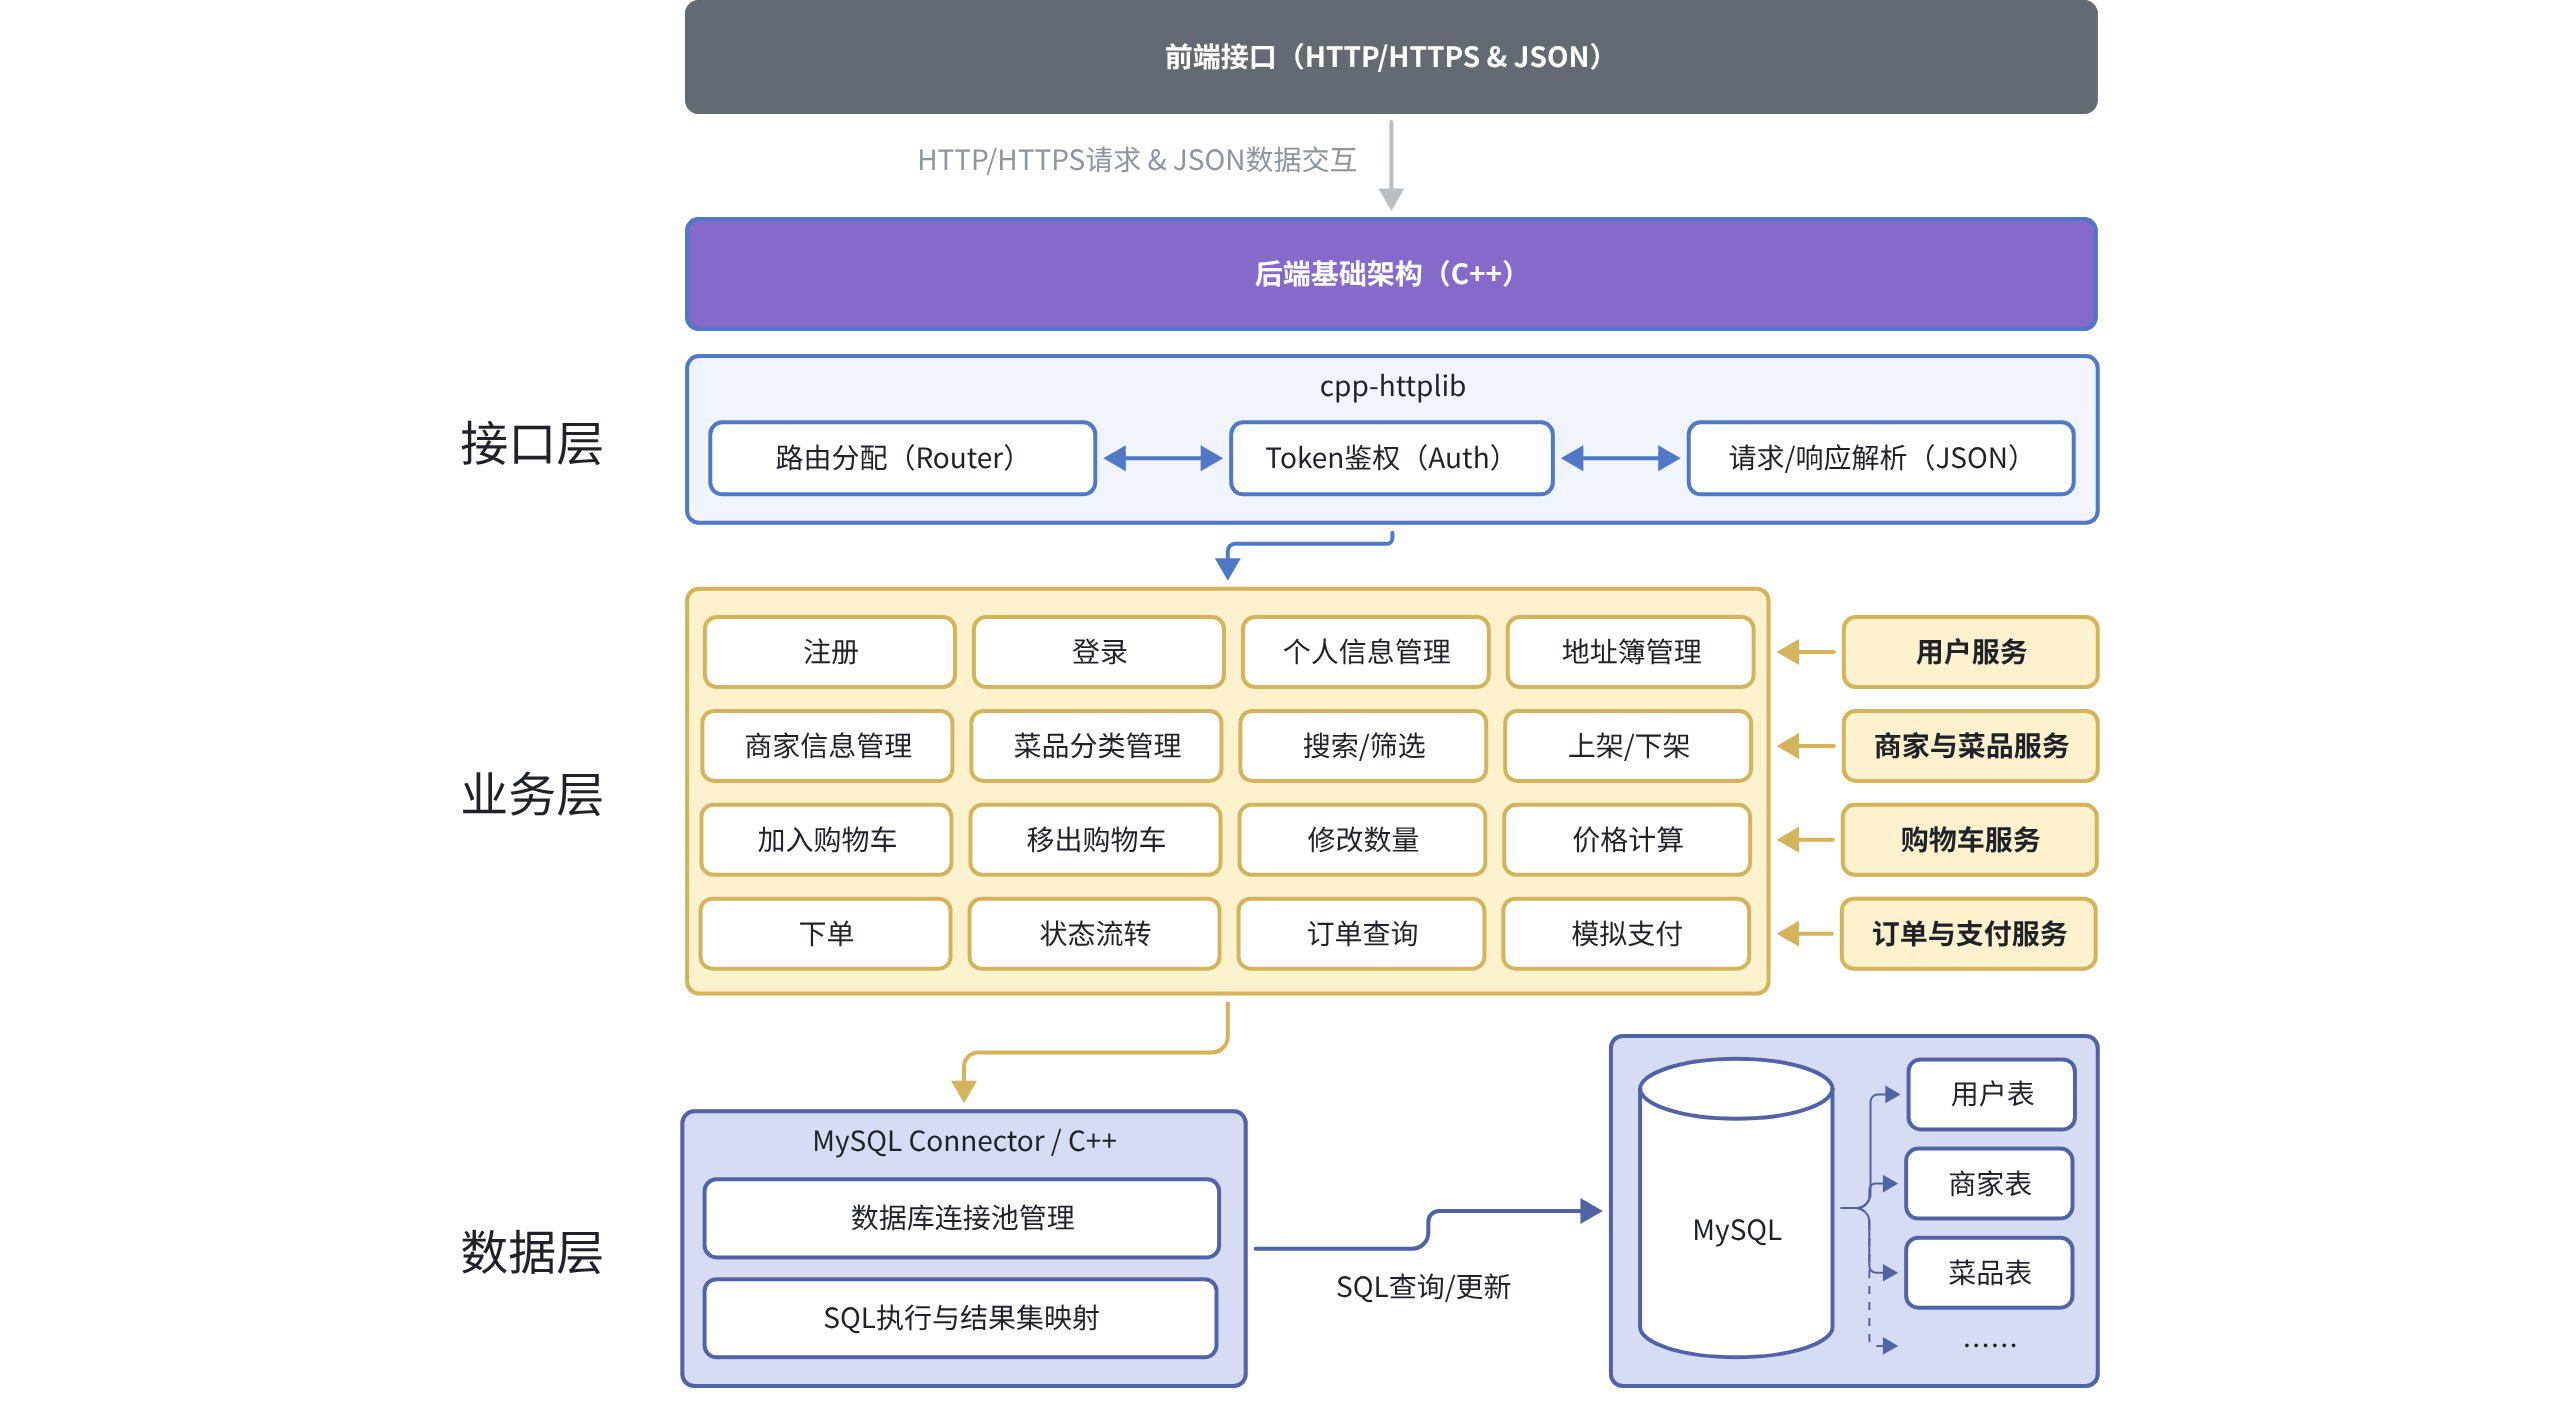 前端接口（HTTP/HTTPS & JSON）
HTTP/HTTPS请求 & JSON数据交互
后端基础架构（C++）
接口层
cpp-httplib
路由分配（Router）
Token鉴权（Auth）
请求/响应解析（JSON）
业务层
注册
登录
个人信息管理
地址簿管理
用户服务
商家信息管理
菜品分类管理
搜索/筛选
上架/下架
商家与菜品服务
加入购物车
移出购物车
修改数量
价格计算
购物车服务
下单
状态流转
订单查询
模拟支付
订单与支付服务
数据层
MySQL Connector / C++
数据库连接池管理
SQL执行与结果集映射
SQL查询/更新
MySQL
用户表
商家表
菜品表
……